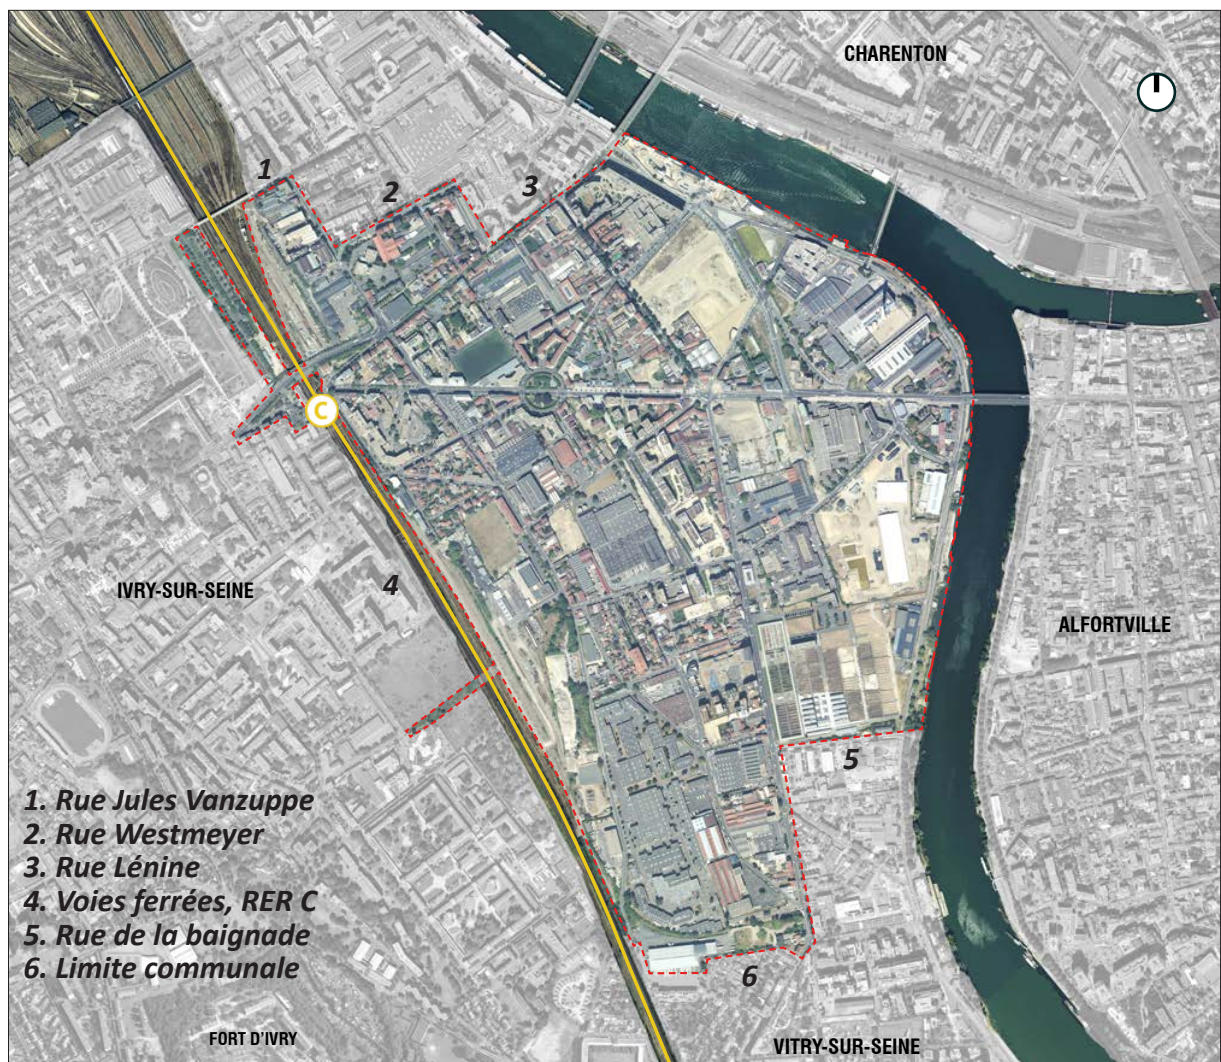 CHARENTON
1
2
3
C
4
IVRY-SUR-SEINE
ALFORTVILLE
5
1. Rue Jules Vanzuppe
2. Rue Westmeyer
3. Rue Lénine
4. Voies ferrées, RER C
5. Rue de la baignade
6. Limite communale
6
FORT D'IVRY
VITRY-SUR-SEINE